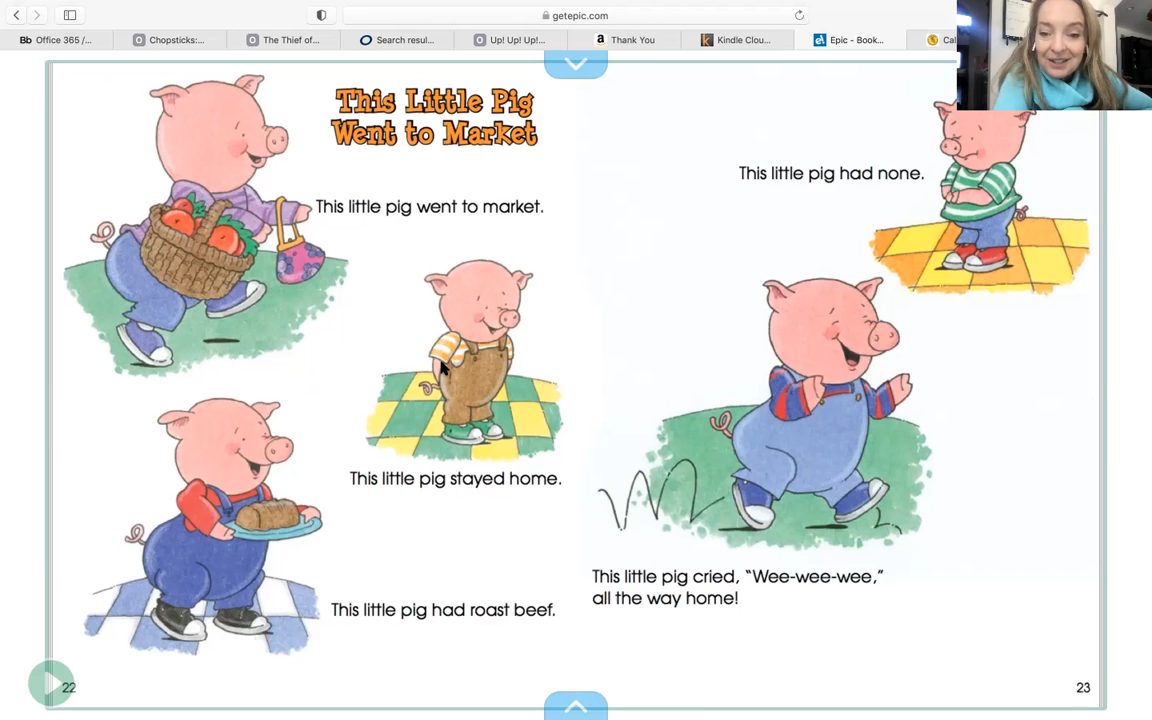 getepic.com
Bb Office 365 /...
Chopsticks:...
The Thief of...
Search resul...
Up! Up! Up!...
a Thank You
Kindle Clou...
Epic - Book...
Cal
This Little Pig
Went to Market
This little pig went to market.
This little pig stayed home.
This little pig had roast beef.
22
This little pig had none.
This little pig cried, “Wee-wee-wee,”
all the way home!
23